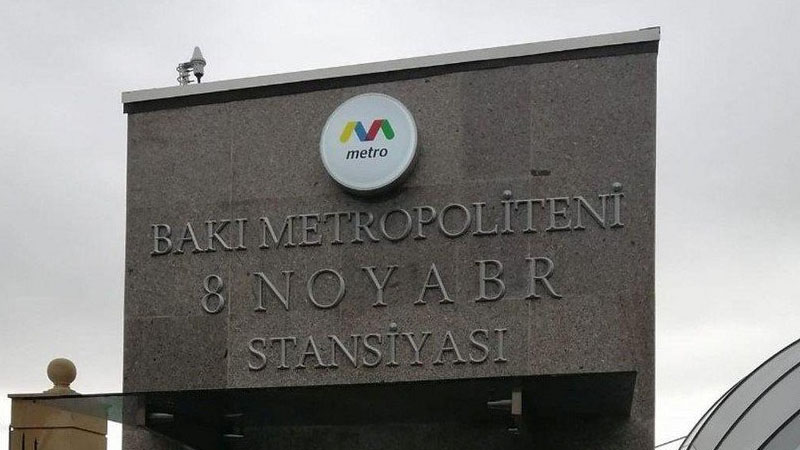 metro
BAKI METROPOLİTENİ
8 NOYABR
STANSİYASI